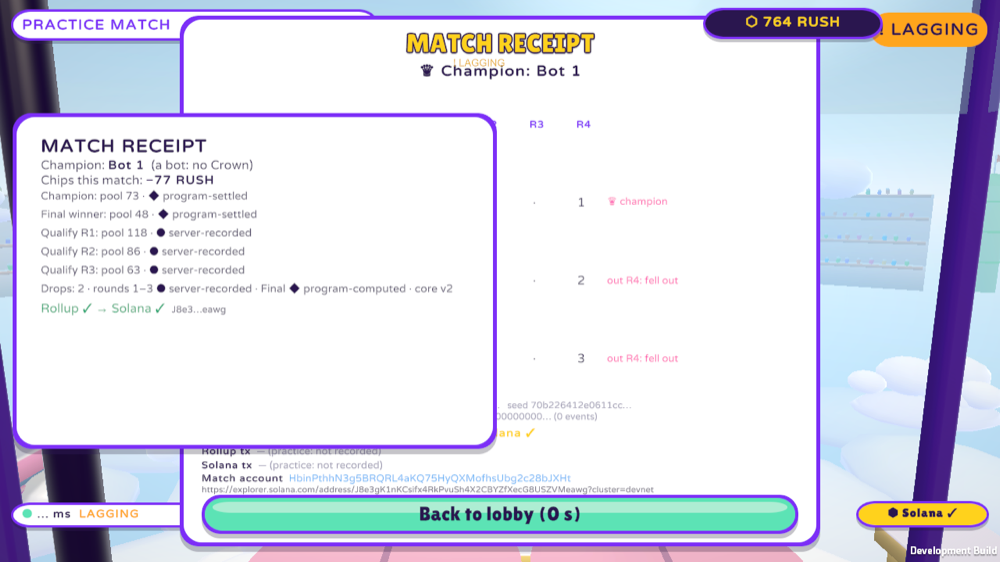 PRACTICE MATCH
MATCH RECEIPT
! LAGGING
♛ Champion: Bot 1
⬡ 764 RUSH
! LAGGING
R3 R4
MATCH RECEIPT
Champion: Bot 1 (a bot: no Crown)
Chips this match: −77 RUSH
Champion: pool 73 · ◆ program-settled
Final winner: pool 48 · ◆ program-settled
Qualify R1: pool 118 · ● server-recorded
Qualify R2: pool 86 · ● server-recorded
Qualify R3: pool 63 · ● server-recorded
Drops: 2 · rounds 1–3 ● server-recorded · Final ◆ program-computed · core v2
Rollup ✓ → Solana ✓ J8e3…eawg
· 1 ♛ champion
· 2 out R4: fell out
· 3 out R4: fell out
seed 70b226412e0611cc…
00000000… (0 events)
ana ✓
Rollup tx — (practice: not recorded)
Solana tx — (practice: not recorded)
Match account HbinPthhN3g5BRQRL4aKQ75HyQXMofhsUbg2c28bJXHt
https://explorer.solana.com/address/J8e3gK1nKCsifx4RkPvuSh4X2CBYZfXecG8USZVMeawg?cluster=devnet
Back to lobby (0 s)
… ms LAGGING
⬢ Solana ✓
Development Build